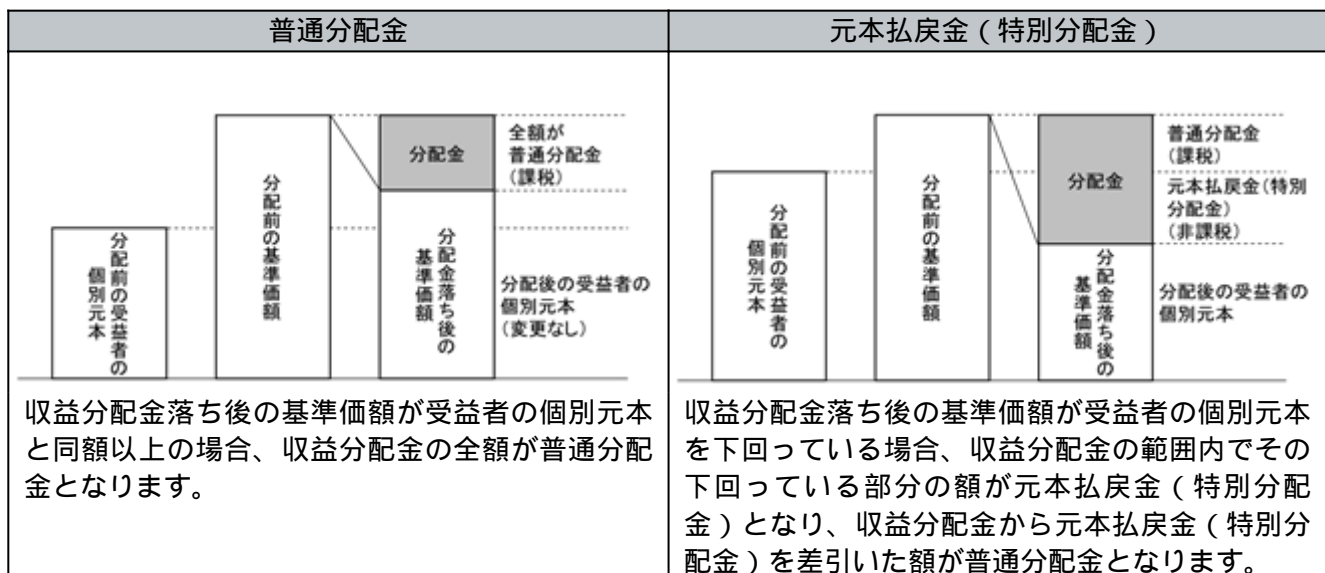 普通分配金
分配前の受益者の
個別元本
分配前の基準価額
分配金
分配金落ち後の
基準価額
全額が
普通分配金
(課税)
分配後の受益者の
個別元本
(変更なし)
収益分配金落ち後の基準価額が受益者の個別元本
と同額以上の場合、収益分配金の全額が普通分配
金となります。
元本払戻金(特別分配金)
分配前の受益者の
個別元本
分配前の基準価額
分配金
分配金落ち後の
基準価額
普通分配金
(課税)
元本払戻金(特別
分配金)
(非課税)
分配後の受益者の
個別元本
収益分配金落ち後の基準価額が受益者の個別元本
を下回っている場合、収益分配金の範囲内でその
下回っている部分の額が元本払戻金(特別分配
金)となり、収益分配金から元本払戻金(特別分
配金)を差引いた額が普通分配金となります。